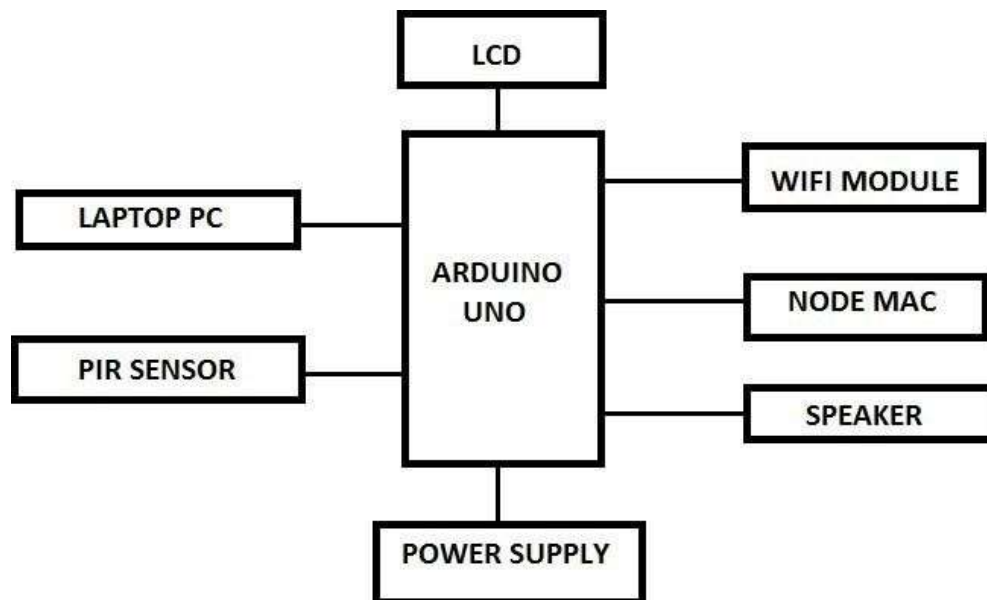 LCD
WIFI MODULE
LAPTOP PC
ARDUINO
UNO
NODE MAC
PIR SENSOR
SPEAKER
POWER SUPPLY